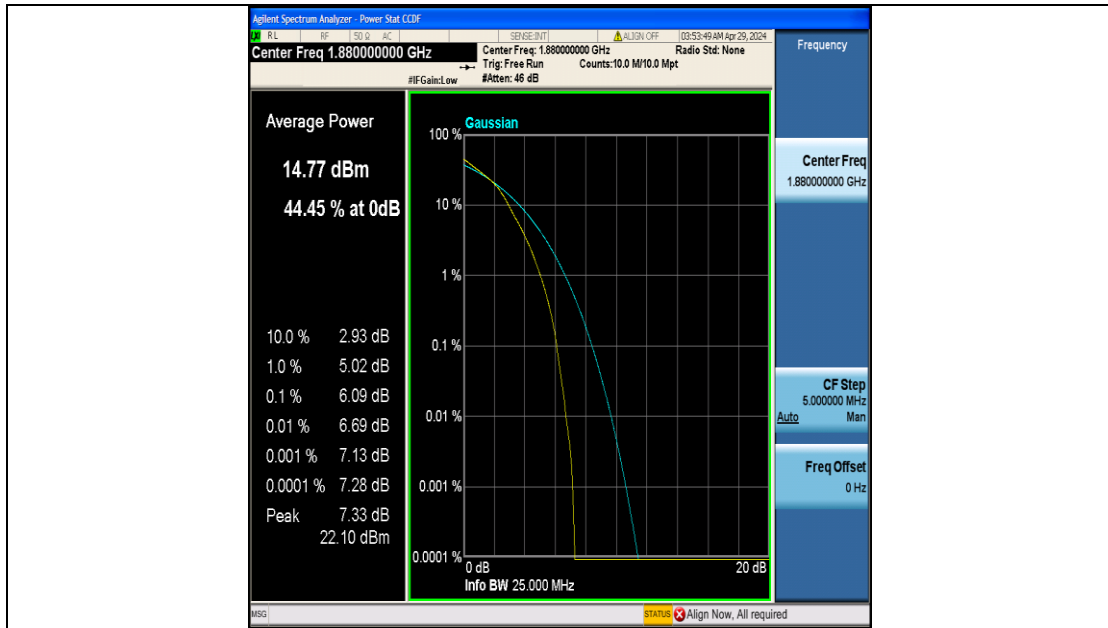 Agilent Spectrum Analyzer - Power Stat CCDF
RL RF 50 Ω AC SENSE:INT ALIGN OFF 03:53:49 AM Apr 29, 2024
Center Freq 1.880000000 GHz
Center Freq: 1.880000000 GHz Radio Std: None
Trig: Free Run Counts:10.0 M/10.0 Mpt
#IFGain:Low #Atten: 46 dB
Frequency
Average Power
14.77 dBm
44.45 % at 0dB
10.0 % 2.93 dB
1.0 % 5.02 dB
0.1 % 6.09 dB
0.01 % 6.69 dB
0.001 % 7.13 dB
0.0001 % 7.28 dB
Peak 7.33 dB
22.10 dBm
Gaussian
100 %
10 %
1 %
0.1 %
0.01 %
0.001 %
0.0001 %
0 dB 20 dB
Info BW 25.000 MHz
Center Freq
1.880000000 GHz
CF Step
5.000000 MHz
Auto Man
Freq Offset
0 Hz
MSG STATUS Align Now, All required